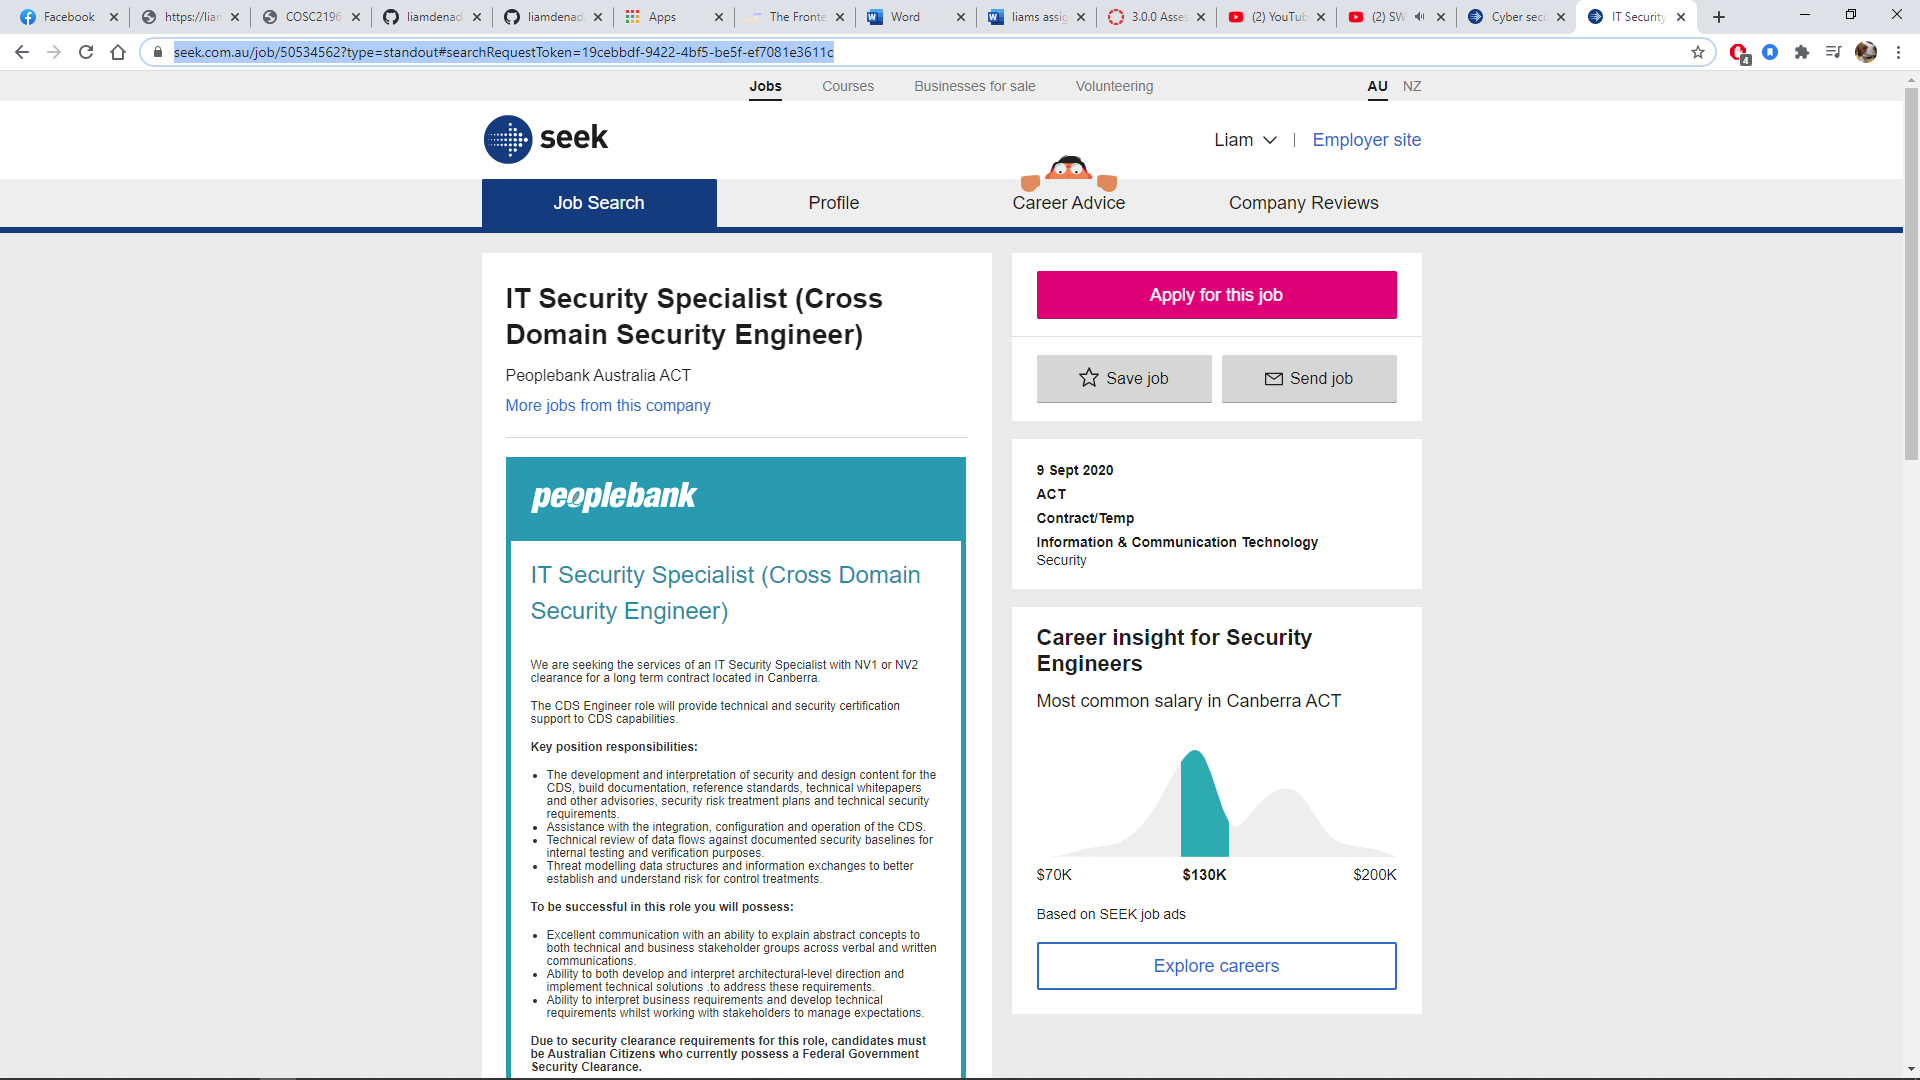 Facebook
https://lian
COSC2196
liamdenad
liamdenad
Apps
The Fronte
Word
liams assig
3.0.0 Asses
(2) YouTub
(2) SW
Cyber secu
IT Security
seek.com.au/job/50534562?type=standout#searchRequestToken=19cebbdf-9422-4bf5-be5f-ef7081e3611c
4
Jobs
Courses
Businesses for sale
Volunteering
AU
NZ
seek
Liam
Employer site
Job Search
Profile
Career Advice
Company Reviews
IT Security Specialist (Cross
Domain Security Engineer)
Peoplebank Australia ACT
More jobs from this company
peoplebank
IT Security Specialist (Cross Domain
Security Engineer)
We are seeking the services of an IT Security Specialist with NV1 or NV2
clearance for a long term contract located in Canberra.
The CDS Engineer role will provide technical and security certification
support to CDS capabilities.
Key position responsibilities:
The development and interpretation of security and design content for the
CDS, build documentation, reference standards, technical whitepapers
and other advisories, security risk treatment plans and technical security
requirements.
Assistance with the integration, configuration and operation of the CDS.
Technical review of data flows against documented security baselines for
internal testing and verification purposes.
Threat modelling data structures and information exchanges to better
establish and understand risk for control treatments.
To be successful in this role you will possess:
Excellent communication with an ability to explain abstract concepts to
both technical and business stakeholder groups across verbal and written
communications.
Ability to both develop and interpret architectural-level direction and
implement technical solutions .to address these requirements.
Ability to interpret business requirements and develop technical
requirements whilst working with stakeholders to manage expectations.
Due to security clearance requirements for this role, candidates must
be Australian Citizens who currently possess a Federal Government
Security Clearance.
Apply for this job
Save job
Send job
9 Sept 2020
ACT
Contract/Temp
Information & Communication Technology
Security
Career insight for Security
Engineers
Most common salary in Canberra ACT
$70K
$130K
$200K
Based on SEEK job ads
Explore careers